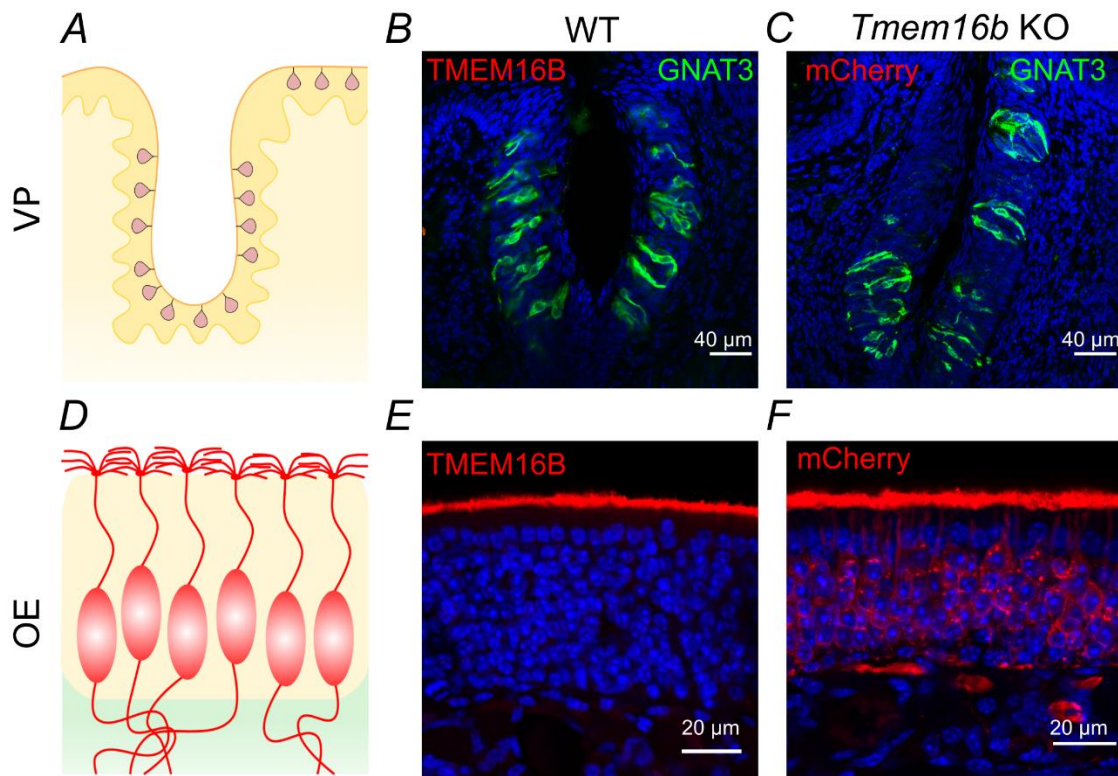 A
B
WT
C
Tmem16b KO
VP
TMEM16B
GNAT3
mCherry
GNAT3
40 µm
40 µm
D
E
F
OE
TMEM16B
mCherry
20 µm
20 µm